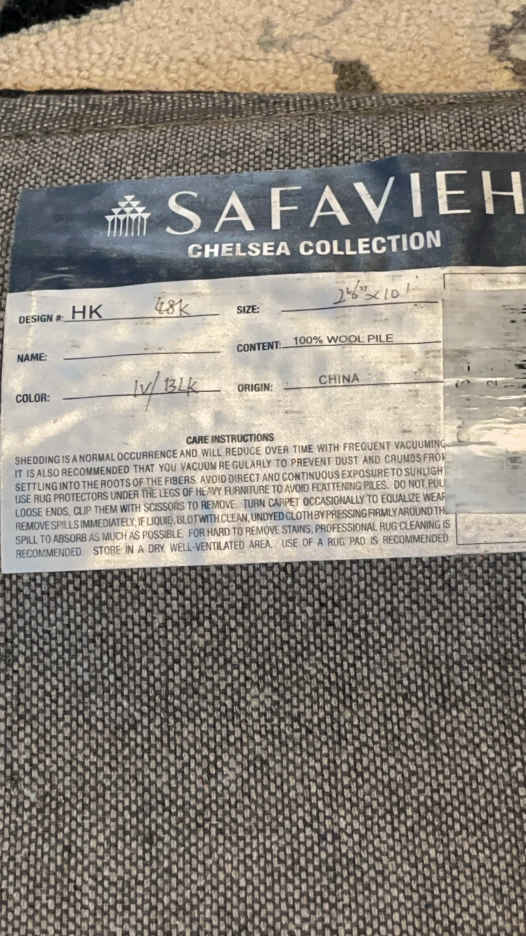 SAFAVIEH
CHELSEA COLLECTION
DESIGN #: HK 48K SIZE: 2'6"x10'
NAME: CONTENT: 100% WOOL PILE
COLOR: IV/BLK ORIGIN: CHINA
CARE INSTRUCTIONS
SHEDDING IS A NORMAL OCCURRENCE AND WILL REDUCE OVER TIME WITH FREQUENT VACUUMING
IT IS ALSO RECOMMENDED THAT YOU VACUUM REGULARLY TO PREVENT DUST AND CRUMBS FROM
SETTLING INTO THE ROOTS OF THE FIBERS. AVOID DIRECT AND CONTINUOUS EXPOSURE TO SUNLIGHT
USE RUG PROTECTORS UNDER THE LEGS OF HEAVY FURNITURE TO AVOID FLATTENING PILES. DO NOT PULL
LOOSE ENDS, CLIP THEM WITH SCISSORS TO REMOVE. TURN CARPET OCCASIONALLY TO EQUALIZE WEAR
REMOVE SPILLS IMMEDIATELY, IF LIQUID, BLOT WITH CLEAN, UNDYED CLOTH BY PRESSING FIRMLY AROUND TH
SPILL TO ABSORB AS MUCH AS POSSIBLE. FOR HARD TO REMOVE STAINS, PROFESSIONAL RUG CLEANING IS
RECOMMENDED. STORE IN A DRY, WELL-VENTILATED AREA. USE OF A RUG PAD IS RECOMMENDED